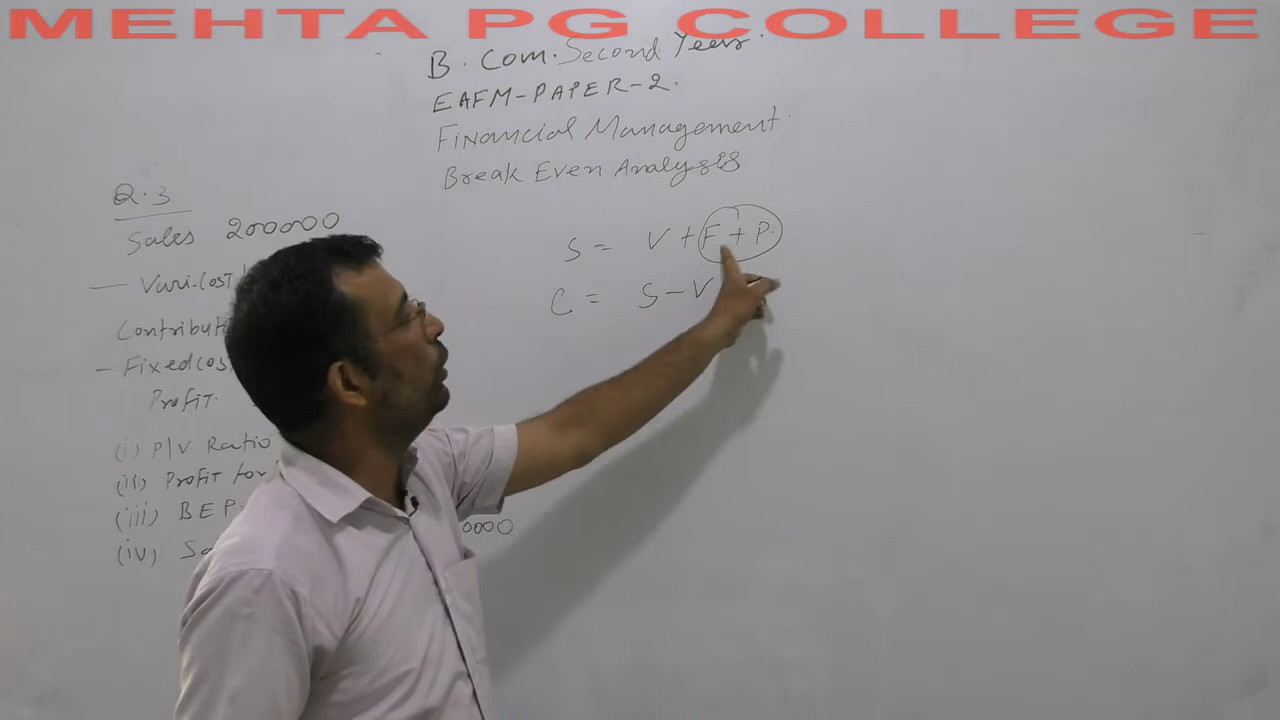 MEHTA PG COLLEGE
B. Com. Second Year
EAFM-PAPER-2.
Financial Management
Break Even Analysis
Q.3
Sales 200000
S = V + F + P.
— Vari. Cost
C = S - V
Contributi
- Fixed cos
Profit.
(i) P/V Ratio
(ii) Profit for
(iii) BEP
(iv) Sa 0000